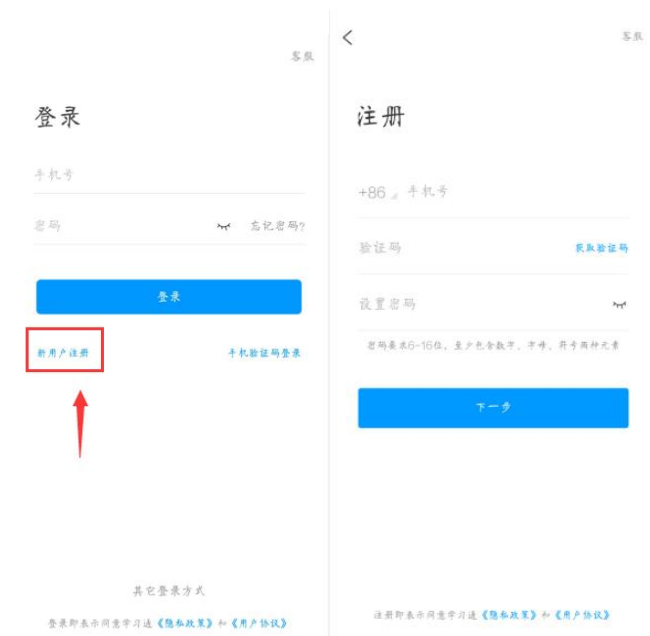 客服
登录
手机号
密码
忘记密码?
登录
新用户注册
手机验证码登录
其它登录方式
登录即表示同意学习通《隐私政策》和《用户协议》
客服
注册
+86 手机号
验证码
获取验证码
设置密码
密码要求6-16位，至少包含数字、字母、符号两种元素
下一步
注册即表示同意学习通《隐私政策》和《用户协议》